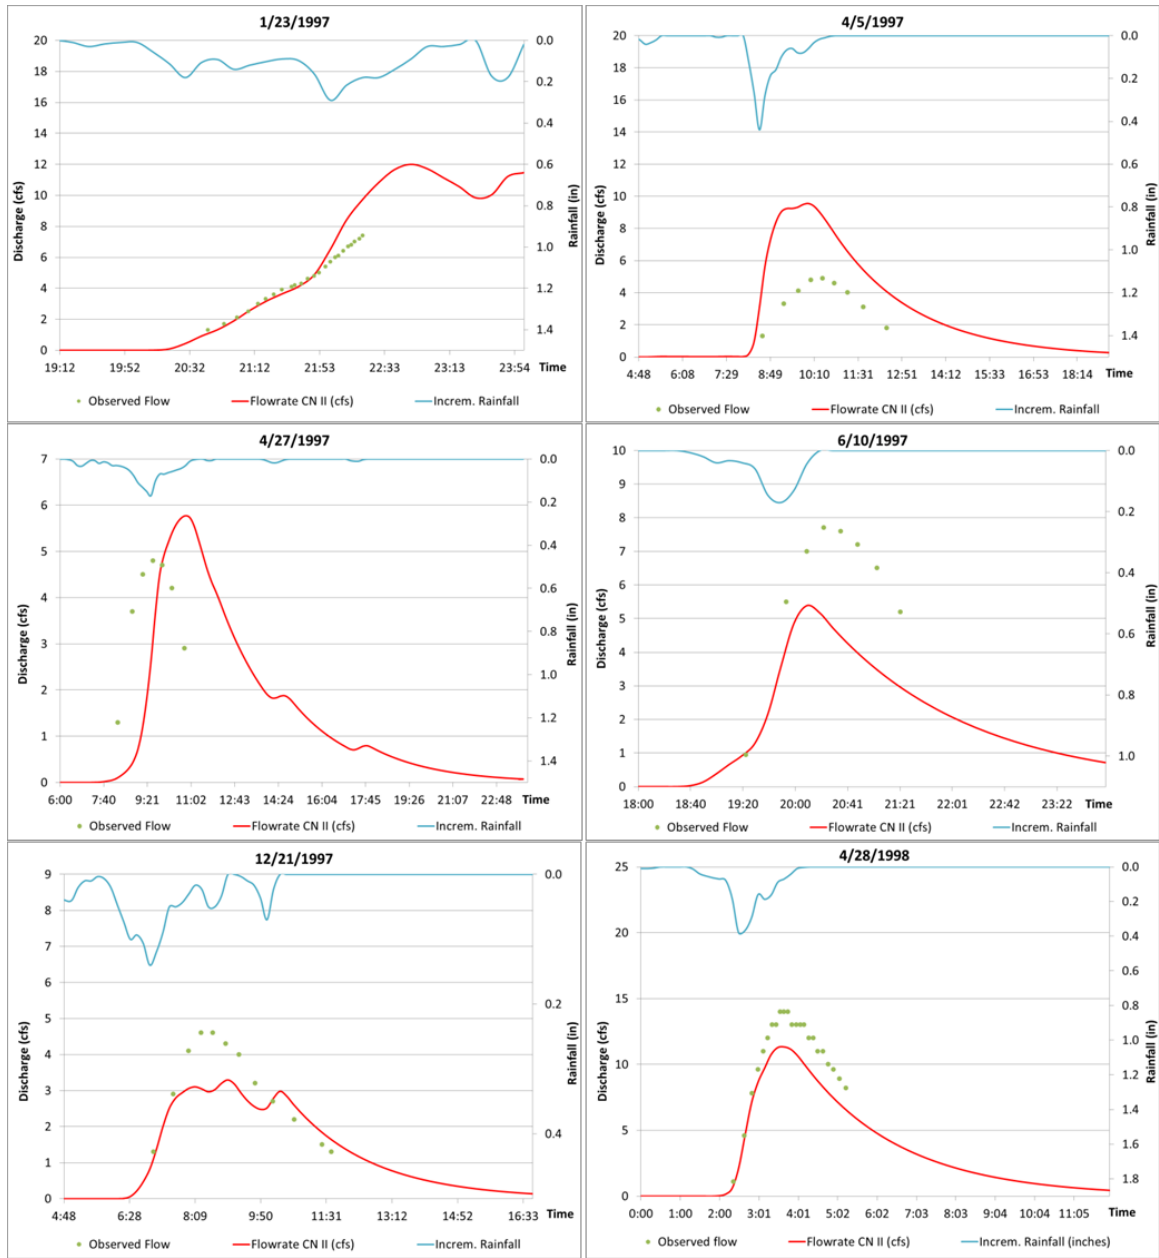 1/23/1997
20 18 16 14 12 10 8 6 4 2 0
Discharge (cfs)
0.0 0.2 0.4 0.6 0.8 1.0 1.2 1.4
Rainfall (in)
19:12 19:52 20:32 21:12 21:53 22:33 23:13 23:54 Time
Observed Flow Flowrate CN II (cfs) Increm. Rainfall
4/5/1997
20 18 16 14 12 10 8 6 4 2 0
Discharge (cfs)
0.0 0.2 0.4 0.6 0.8 1.0 1.2 1.4
Rainfall (in)
4:48 6:08 7:29 8:49 10:10 11:31 12:51 14:12 15:33 16:53 18:14 Time
Observed Flow Flowrate CN II (cfs) Increm. Rainfall
4/27/1997
7 6 5 4 3 2 1 0
Discharge (cfs)
0.0 0.2 0.4 0.6 0.8 1.0 1.2 1.4
Rainfall (in)
6:00 7:40 9:21 11:02 12:43 14:24 16:04 17:45 19:26 21:07 22:48 Time
Observed Flow Flowrate CN II (cfs) Increm. Rainfall
6/10/1997
10 9 8 7 6 5 4 3 2 1 0
Discharge (cfs)
0.0 0.2 0.4 0.6 0.8 1.0
Rainfall (in)
18:00 18:40 19:20 20:00 20:41 21:21 22:01 22:42 23:22 Time
Observed Flow Flowrate CN II (cfs) Increm. Rainfall
12/21/1997
9 8 7 6 5 4 3 2 1 0
Discharge (cfs)
0.0 0.2 0.4
Rainfall (in)
4:48 6:28 8:09 9:50 11:31 13:12 14:52 16:33 Time
Observed Flow Flowrate CN II (cfs) Increm. Rainfall
4/28/1998
25 20 15 10 5 0
Discharge (cfs)
0.0 0.2 0.4 0.6 0.8 1.0 1.2 1.4 1.6 1.8
Rainfall (in)
0:00 1:00 2:00 3:01 4:01 5:02 6:02 7:03 8:03 9:04 10:04 11:05 Time
Observed flow Flowrate CN II (cfs) Increm. Rainfall (inches)